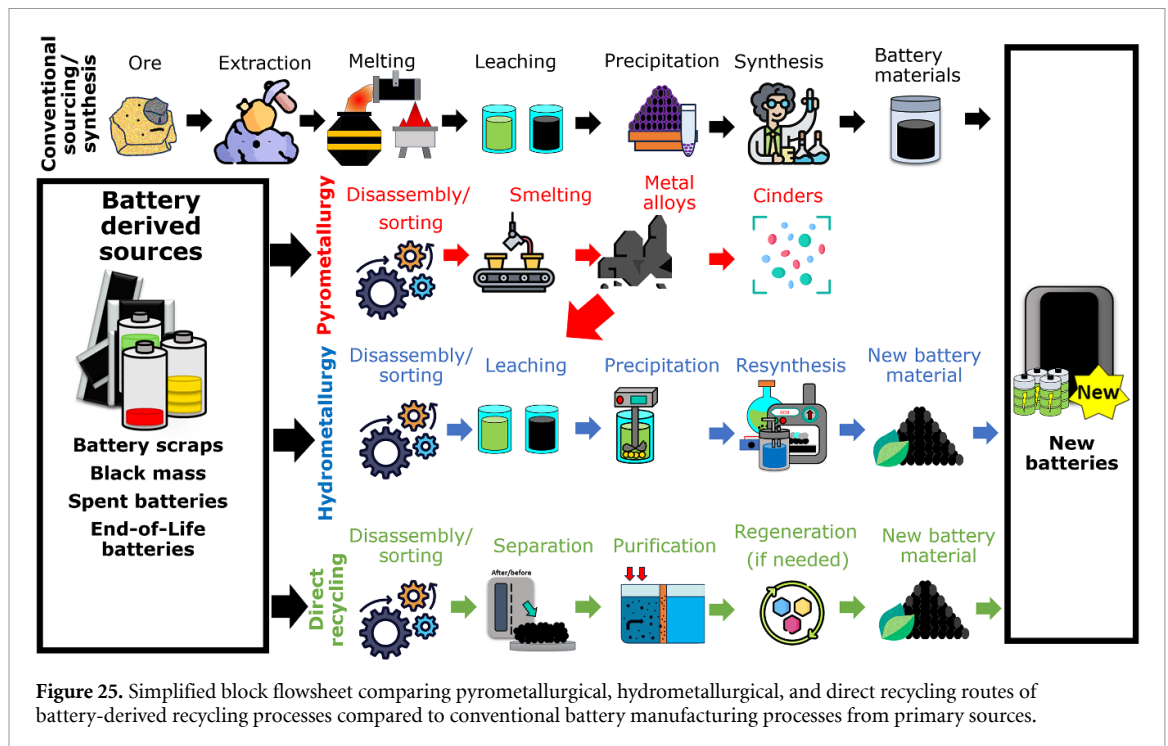 Conventional
sourcing/
synthesis
Ore
Extraction
Melting
Leaching
Precipitation
Synthesis
Battery
materials
Battery
derived
sources
Battery scraps
Black mass
Spent batteries
End-of-Life
batteries
Pyrometallurgy
Disassembly/
sorting
Smelting
Metal
alloys
Cinders
Hydrometallurgy
Disassembly/
sorting
Leaching
Precipitation
Resynthesis
New battery
material
Direct
recycling
Disassembly/
sorting
Separation
After/before
Purification
Regeneration
(if needed)
New battery
material
New
New
batteries
Figure 25. Simplified block flowsheet comparing pyrometallurgical, hydrometallurgical, and direct recycling routes of
battery-derived recycling processes compared to conventional battery manufacturing processes from primary sources.